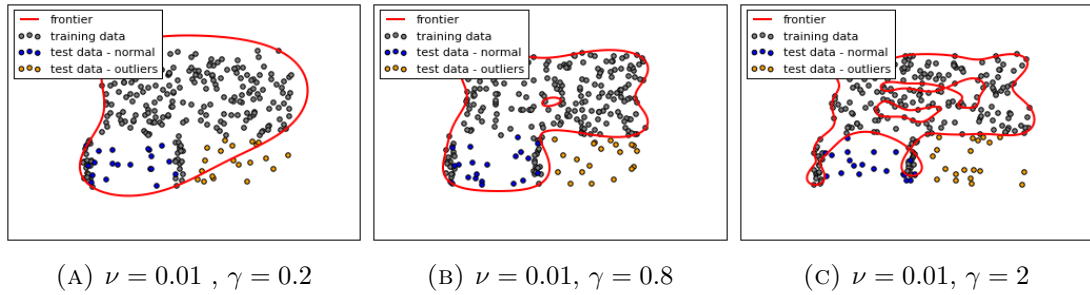 frontier
training data
test data - normal
test data - outliers
frontier
training data
test data - normal
test data - outliers
frontier
training data
test data - normal
test data - outliers
(A) ν = 0.01 , γ = 0.2
(B) ν = 0.01, γ = 0.8
(C) ν = 0.01, γ = 2